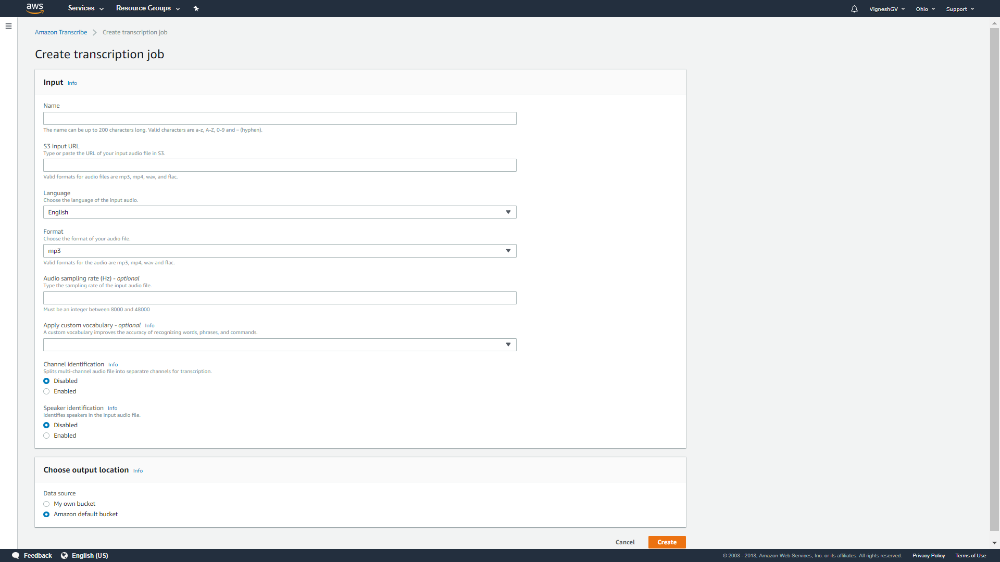 aws Services Resource Groups VigneshGV Ohio Support
Amazon Transcribe Create transcription job
Create transcription job
Input Info
Name
The name can be up to 200 characters long. Valid characters are a-z, A-Z, 0-9 and – (hyphen).
S3 input URL
Type or paste the URL of your input audio file in S3.
Valid formats for audio files are mp3, mp4, wav, and flac.
Language
Choose the language of the input audio.
English
Format
Choose the format of your audio file.
mp3
Valid formats for the audio are mp3, mp4, wav and flac.
Audio sampling rate (Hz) - optional
Type the sampling rate of the input audio file.
Must be an integer between 8000 and 48000
Apply custom vocabulary - optional Info
A custom vocabulary improves the accuracy of recognizing words, phrases, and commands.
Channel identification Info
Splits multi-channel audio file into separatre channels for transcription.
Disabled
Enabled
Speaker identification Info
Identifies speakers in the input audio file.
Disabled
Enabled
Choose output location Info
Data source
My own bucket
Amazon default bucket
Cancel Create
Feedback English (US) © 2008 - 2018, Amazon Web Services, Inc. or its affiliates. All rights reserved. Privacy Policy Terms of Use